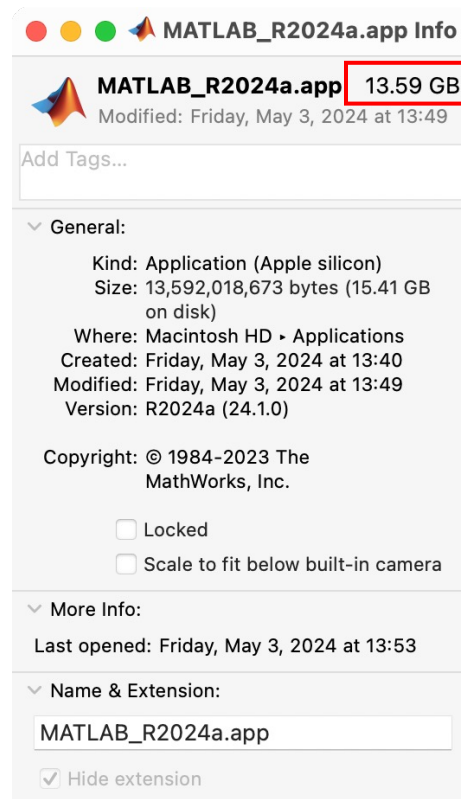 MATLAB_R2024a.app Info
MATLAB_R2024a.app 13.59 GB
Modified: Friday, May 3, 2024 at 13:49
Add Tags...
General:
Kind: Application (Apple silicon)
Size: 13,592,018,673 bytes (15.41 GB
on disk)
Where: Macintosh HD ▸ Applications
Created: Friday, May 3, 2024 at 13:40
Modified: Friday, May 3, 2024 at 13:49
Version: R2024a (24.1.0)
Copyright: © 1984-2023 The
MathWorks, Inc.
Locked
Scale to fit below built-in camera
More Info:
Last opened: Friday, May 3, 2024 at 13:53
Name & Extension:
MATLAB_R2024a.app
Hide extension